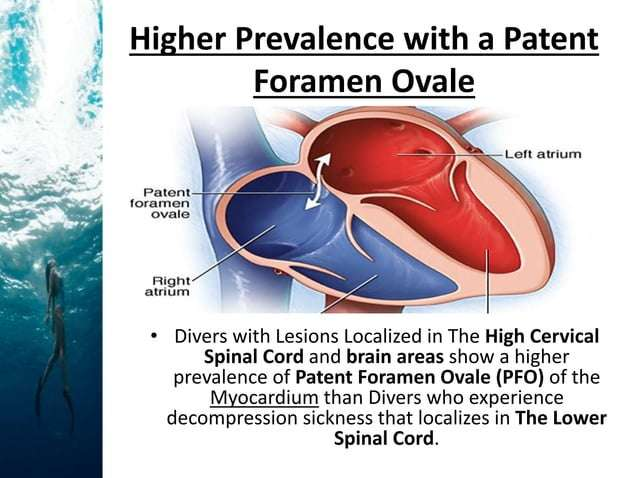 Higher Prevalence with a Patent
Foramen Ovale
Left atrium
Patent
foramen
ovale
Right
atrium
• Divers with Lesions Localized in The High Cervical
Spinal Cord and brain areas show a higher
prevalence of Patent Foramen Ovale (PFO) of the
Myocardium than Divers who experience
decompression sickness that localizes in The Lower
Spinal Cord.